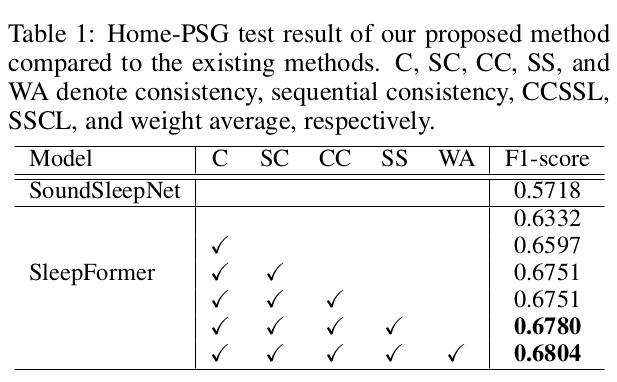 Table 1: Home-PSG test result of our proposed method
compared to the existing methods. C, SC, CC, SS, and
WA denote consistency, sequential consistency, CCSSL,
SSCL, and weight average, respectively.
Model C SC CC SS WA F1-score
SoundSleepNet 0.5718
0.6332
✓ 0.6597
SleepFormer ✓ ✓ 0.6751
✓ ✓ ✓ 0.6751
✓ ✓ ✓ ✓ 0.6780
✓ ✓ ✓ ✓ ✓ 0.6804